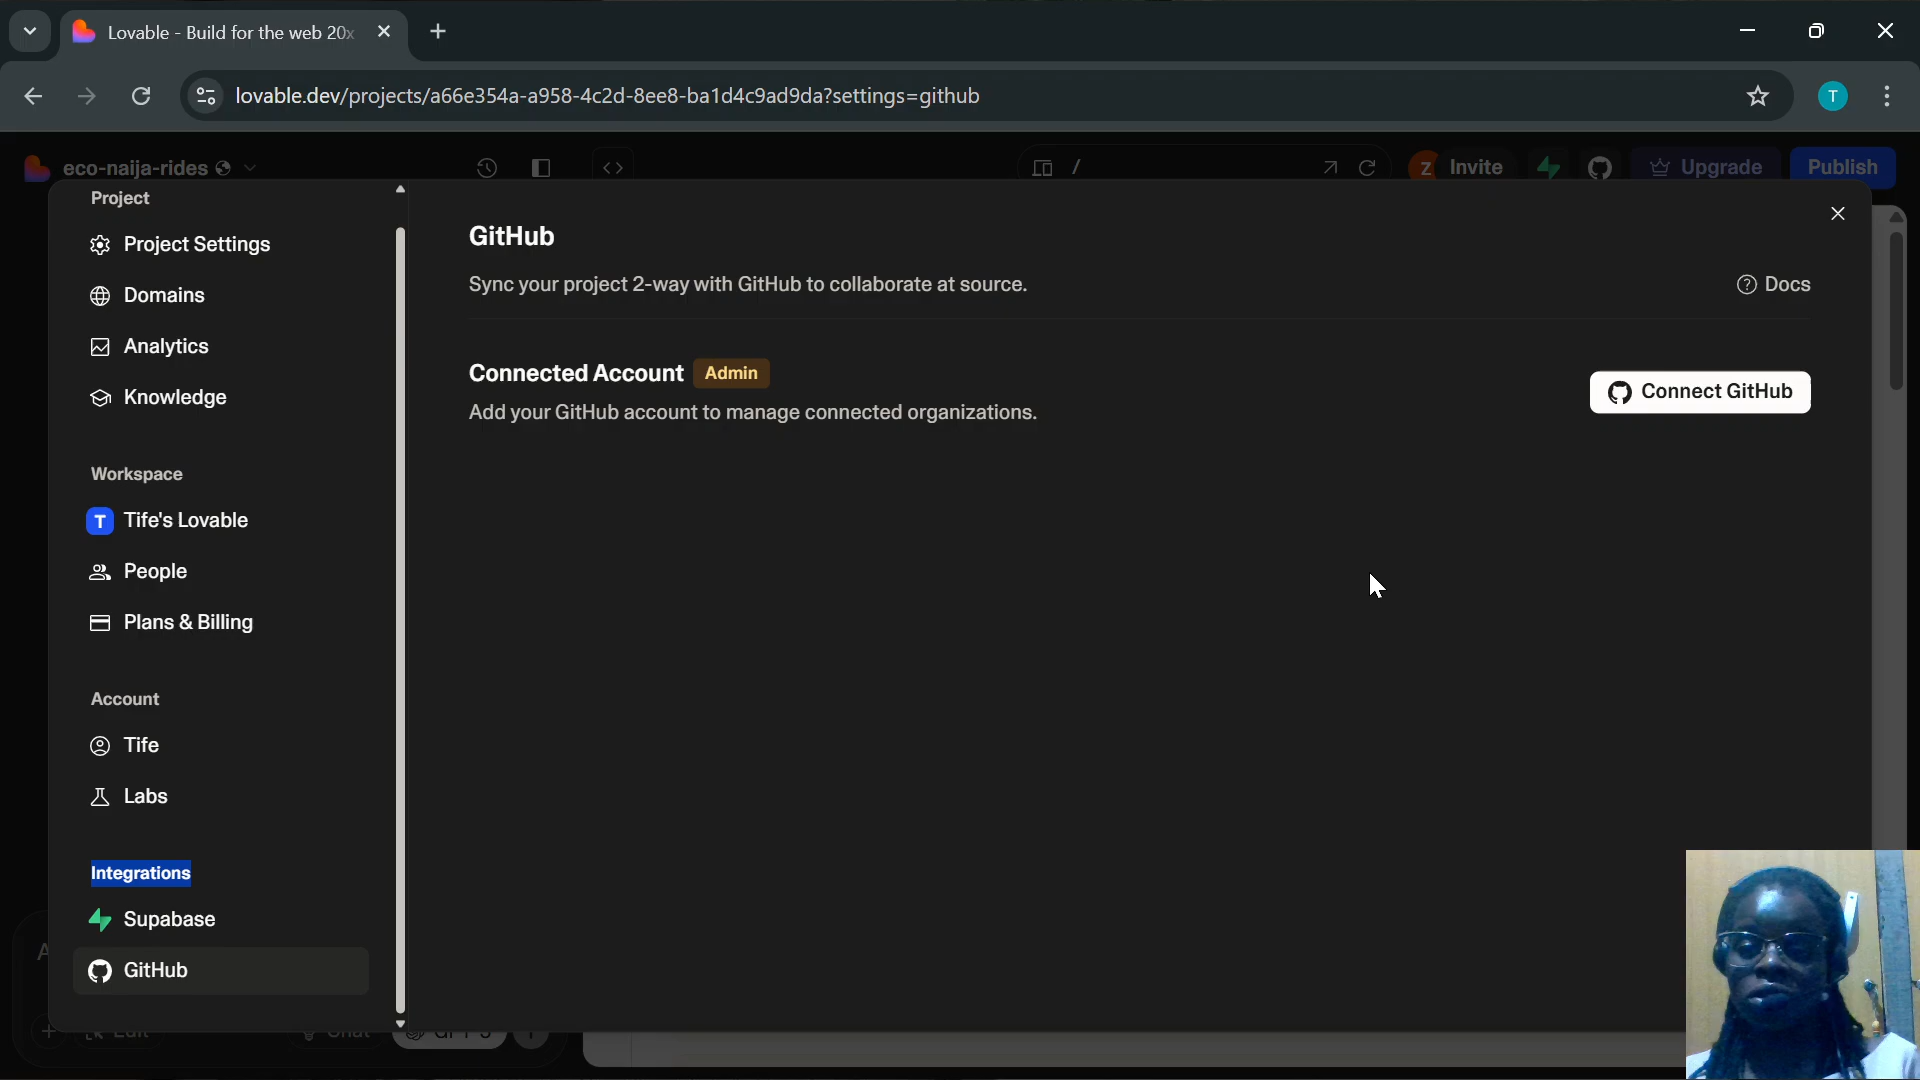 Lovable - Build for the web 20x
lovable.dev/projects/a66e354a-a958-4c2d-8ee8-ba1d4c9ad9da?settings=github
T
eco-naija-rides
/
Z Invite
Upgrade
Publish
Project
Project Settings
Domains
Analytics
Knowledge
Workspace
T Tife's Lovable
People
Plans & Billing
Account
Tife
Labs
Integrations
Supabase
GitHub
GitHub
Sync your project 2-way with GitHub to collaborate at source.
Docs
Connected Account Admin
Add your GitHub account to manage connected organizations.
Connect GitHub